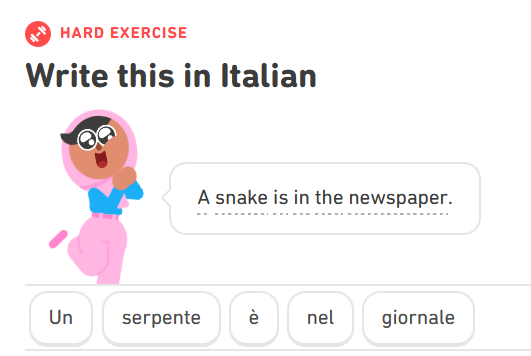 HARD EXERCISE
Write this in Italian
A snake is in the newspaper.
Un serpente è nel giornale